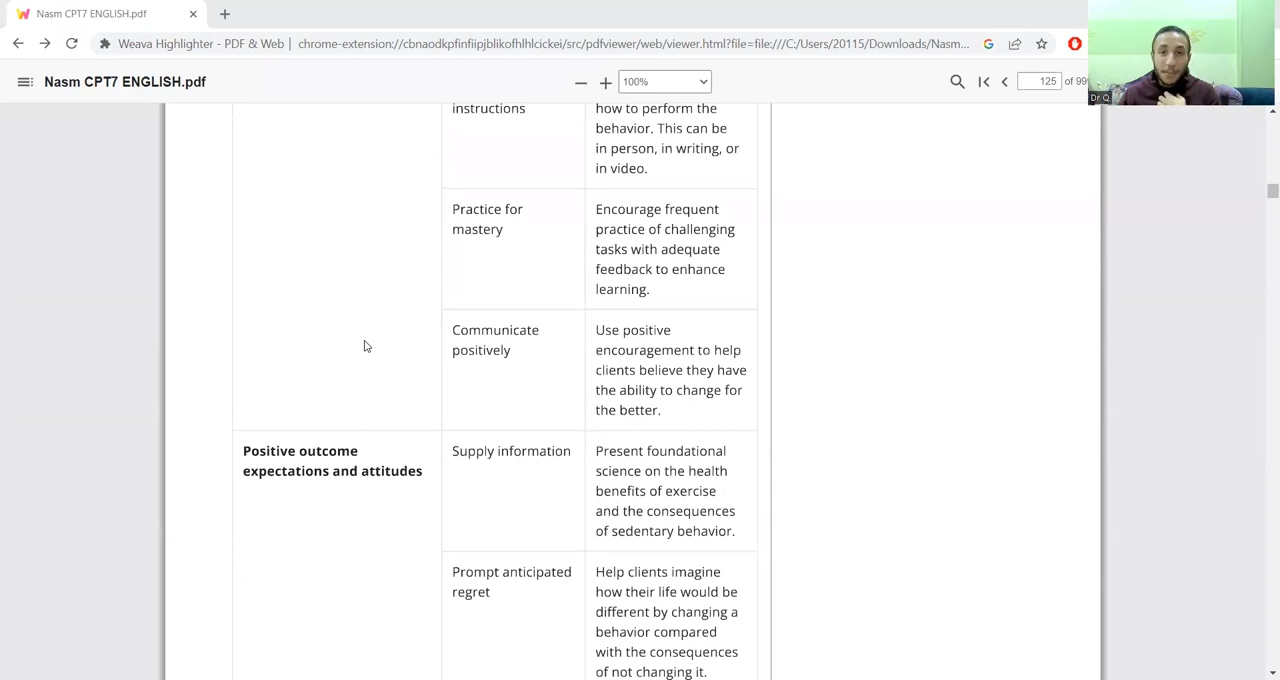 Nasm CPT7 ENGLISH.pdf
Weava Highlighter - PDF & Web | chrome-extension://cbnaodkpfinfiipjblikofhlhlcickei/src/pdfviewer/web/viewer.html?file=file:///C:/Users/20115/Downloads/Nasm...
Nasm CPT7 ENGLISH.pdf
100%
125 of 99
Dr Q
instructions
how to perform the
behavior. This can be
in person, in writing, or
in video.
Practice for
mastery
Encourage frequent
practice of challenging
tasks with adequate
feedback to enhance
learning.
Communicate
positively
Use positive
encouragement to help
clients believe they have
the ability to change for
the better.
Positive outcome
expectations and attitudes
Supply information
Present foundational
science on the health
benefits of exercise
and the consequences
of sedentary behavior.
Prompt anticipated
regret
Help clients imagine
how their life would be
different by changing a
behavior compared
with the consequences
of not changing it.